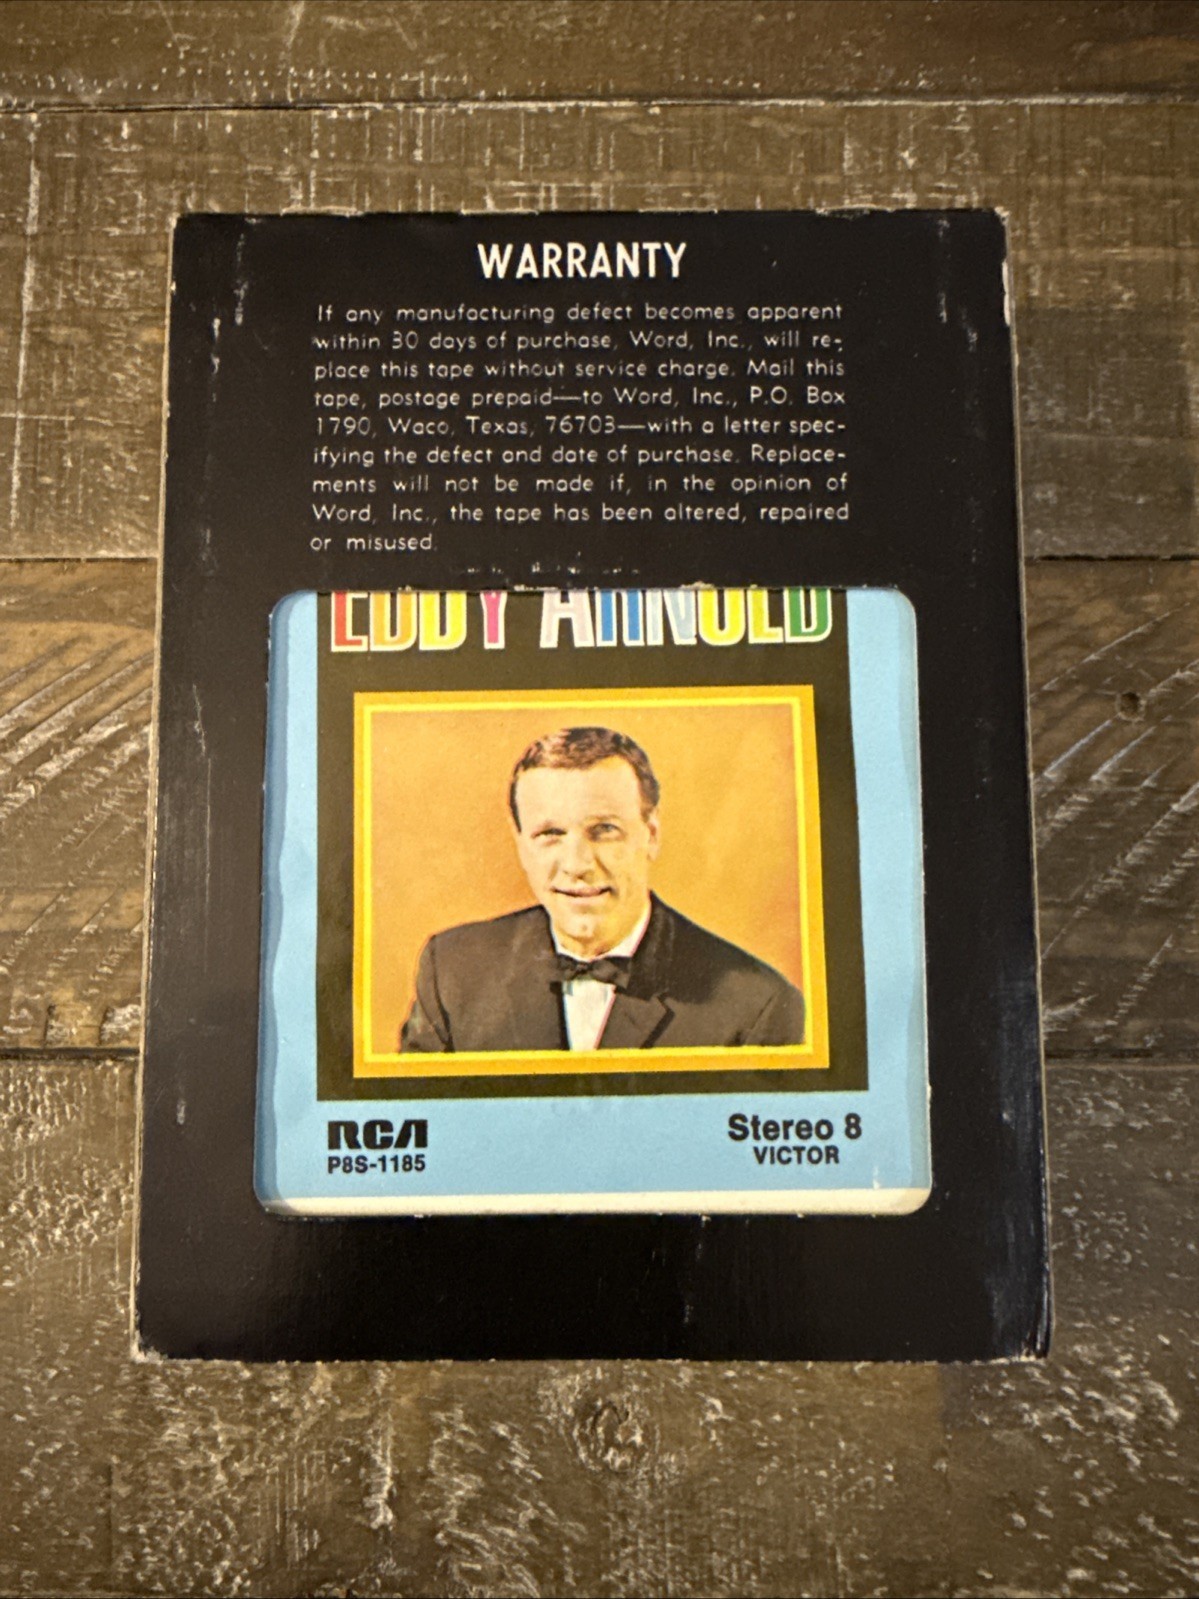 WARRANTY
If any manufacturing defect becomes apparent
within 30 days of purchase, Word, Inc., will re-
place this tape without service charge. Mail this
tape, postage prepaid—to Word, Inc., P.O. Box
1790, Waco, Texas, 76703—with a letter spec-
ifying the defect and date of purchase. Replace-
ments will not be made if, in the opinion of
Word, Inc., the tape has been altered, repaired
or misused.
EDDY ARNOLD
RCA
P8S-1185
Stereo 8
VICTOR